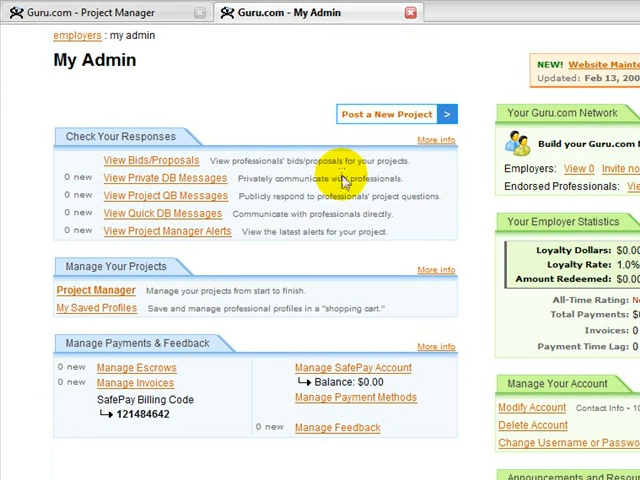 Guru.com - Project Manager
Guru.com - My Admin
employers : my admin
My Admin
NEW! Website Mainte
Updated: Feb 13, 200
Post a New Project >
Check Your Responses
More info
View Bids/Proposals View professionals' bids/proposals for your projects.
0 new View Private DB Messages Privately communicate with professionals.
View Project QB Messages Publicly respond to professionals' project questions.
0 new View Quick DB Messages Communicate with professionals directly.
0 new View Project Manager Alerts View the latest alerts for your project.
Manage Your Projects
More info
Project Manager Manage your projects from start to finish.
My Saved Profiles Save and manage professional profiles in a "shopping cart."
Manage Payments & Feedback
More info
0 new Manage Escrows
0 new Manage Invoices
SafePay Billing Code
121484642
Manage SafePay Account
Balance: $0.00
Manage Payment Methods
0 new Manage Feedback
Your Guru.com Network
Build your Guru.com N
Employers: View 0 Invite no
Endorsed Professionals: Vie
Your Employer Statistics
Loyalty Dollars: $0.00
Loyalty Rate: 1.0%
Amount Redeemed: $0.00
All-Time Rating:
Total Payments: $0
Invoices: 0
Payment Time Lag: 0
Manage Your Account
Modify Account Contact Info • 10
Delete Account
Change Username or Passwo
Announcements and Resour